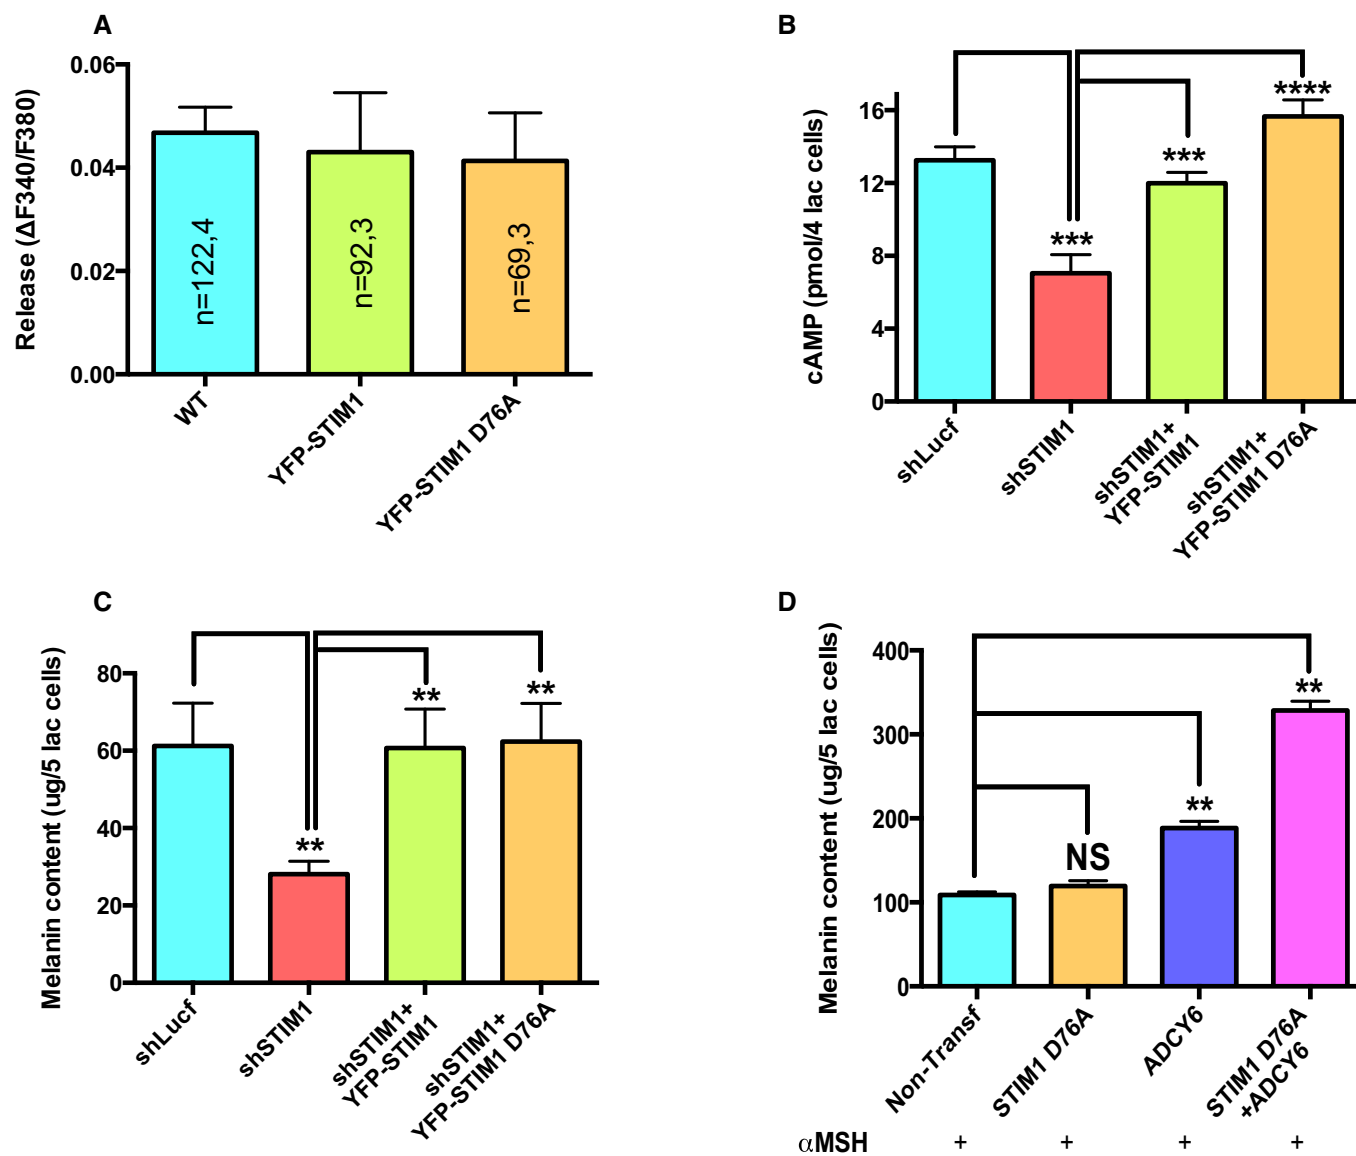 A
Release (ΔF340/F380)
0.06
0.04
0.02
0.00
n=122,4
n=92,3
n=69,3
WT
YFP-STIM1
YFP-STIM1 D76A
B
cAMP (pmol/4 lac cells)
16
12
8
4
0
***
***
****
shLucf
shSTIM1
shSTIM1+
YFP-STIM1
shSTIM1+
YFP-STIM1 D76A
C
Melanin content (ug/5 lac cells)
80
60
40
20
0
**
**
**
shLucf
shSTIM1
shSTIM1+
YFP-STIM1
shSTIM1+
YFP-STIM1 D76A
D
Melanin content (ug/5 lac cells)
400
300
200
100
0
NS
**
**
Non-Transf
STIM1 D76A
ADCY6
STIM1 D76A
+ADCY6
αMSH + + + +